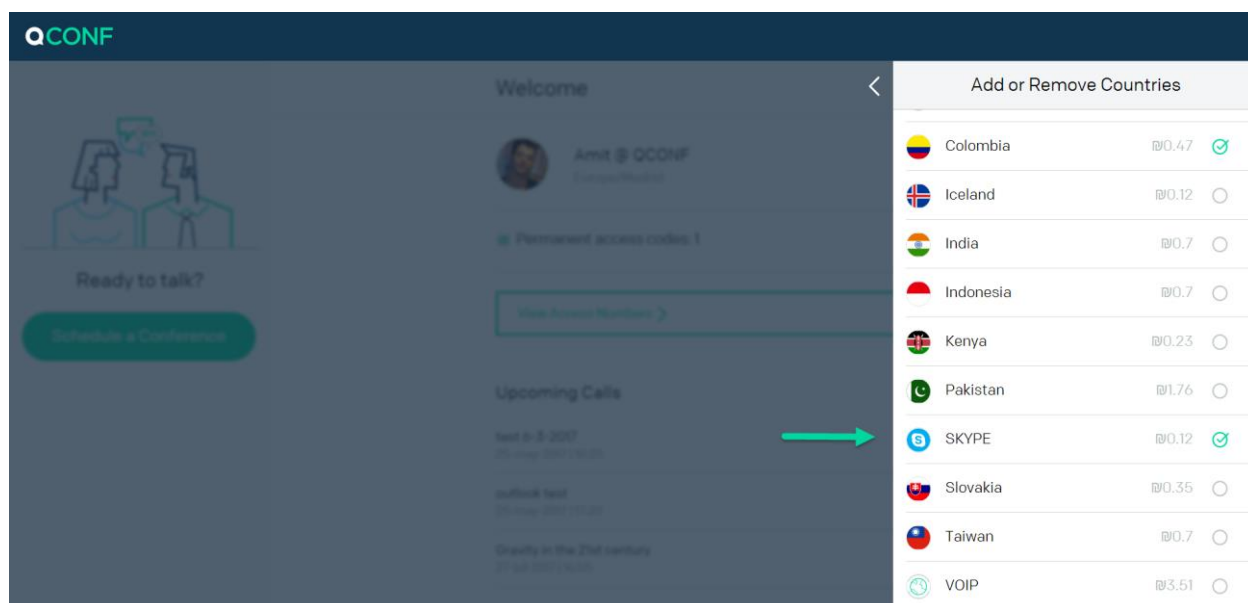 QCONF
Ready to talk?
Schedule a Conference
Welcome
Amit @ QCONF
Europe/Madrid
Permanent access codes: 1
View Access Numbers
Upcoming Calls
test 6-3-2017
outlook test
Gravity in the 21st century
Add or Remove Countries
Colombia ₪0.47
Iceland ₪0.12
India ₪0.7
Indonesia ₪0.7
Kenya ₪0.23
Pakistan ₪1.76
SKYPE ₪0.12
Slovakia ₪0.35
Taiwan ₪0.7
VOIP ₪3.51